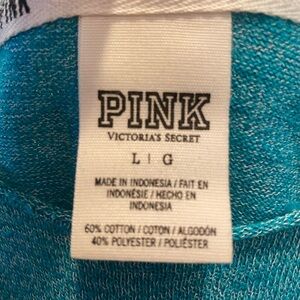 PINK
VICTORIA'S SECRET
L | G
MADE IN INDONESIA / FAIT EN
INDONÉSIE / HECHO EN
INDONESIA
60% COTTON / COTON / ALGODÓN
40% POLYESTER / POLIÉSTER